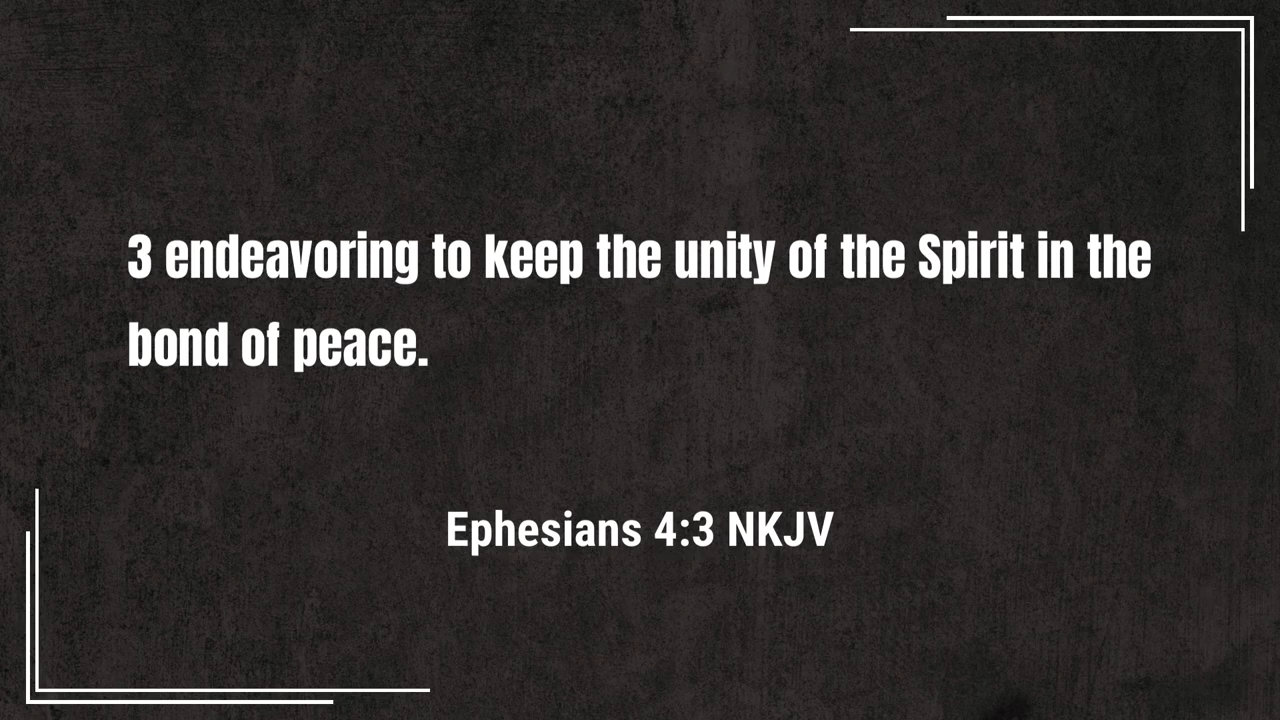 3 endeavoring to keep the unity of the Spirit in the
bond of peace.
Ephesians 4:3 NKJV